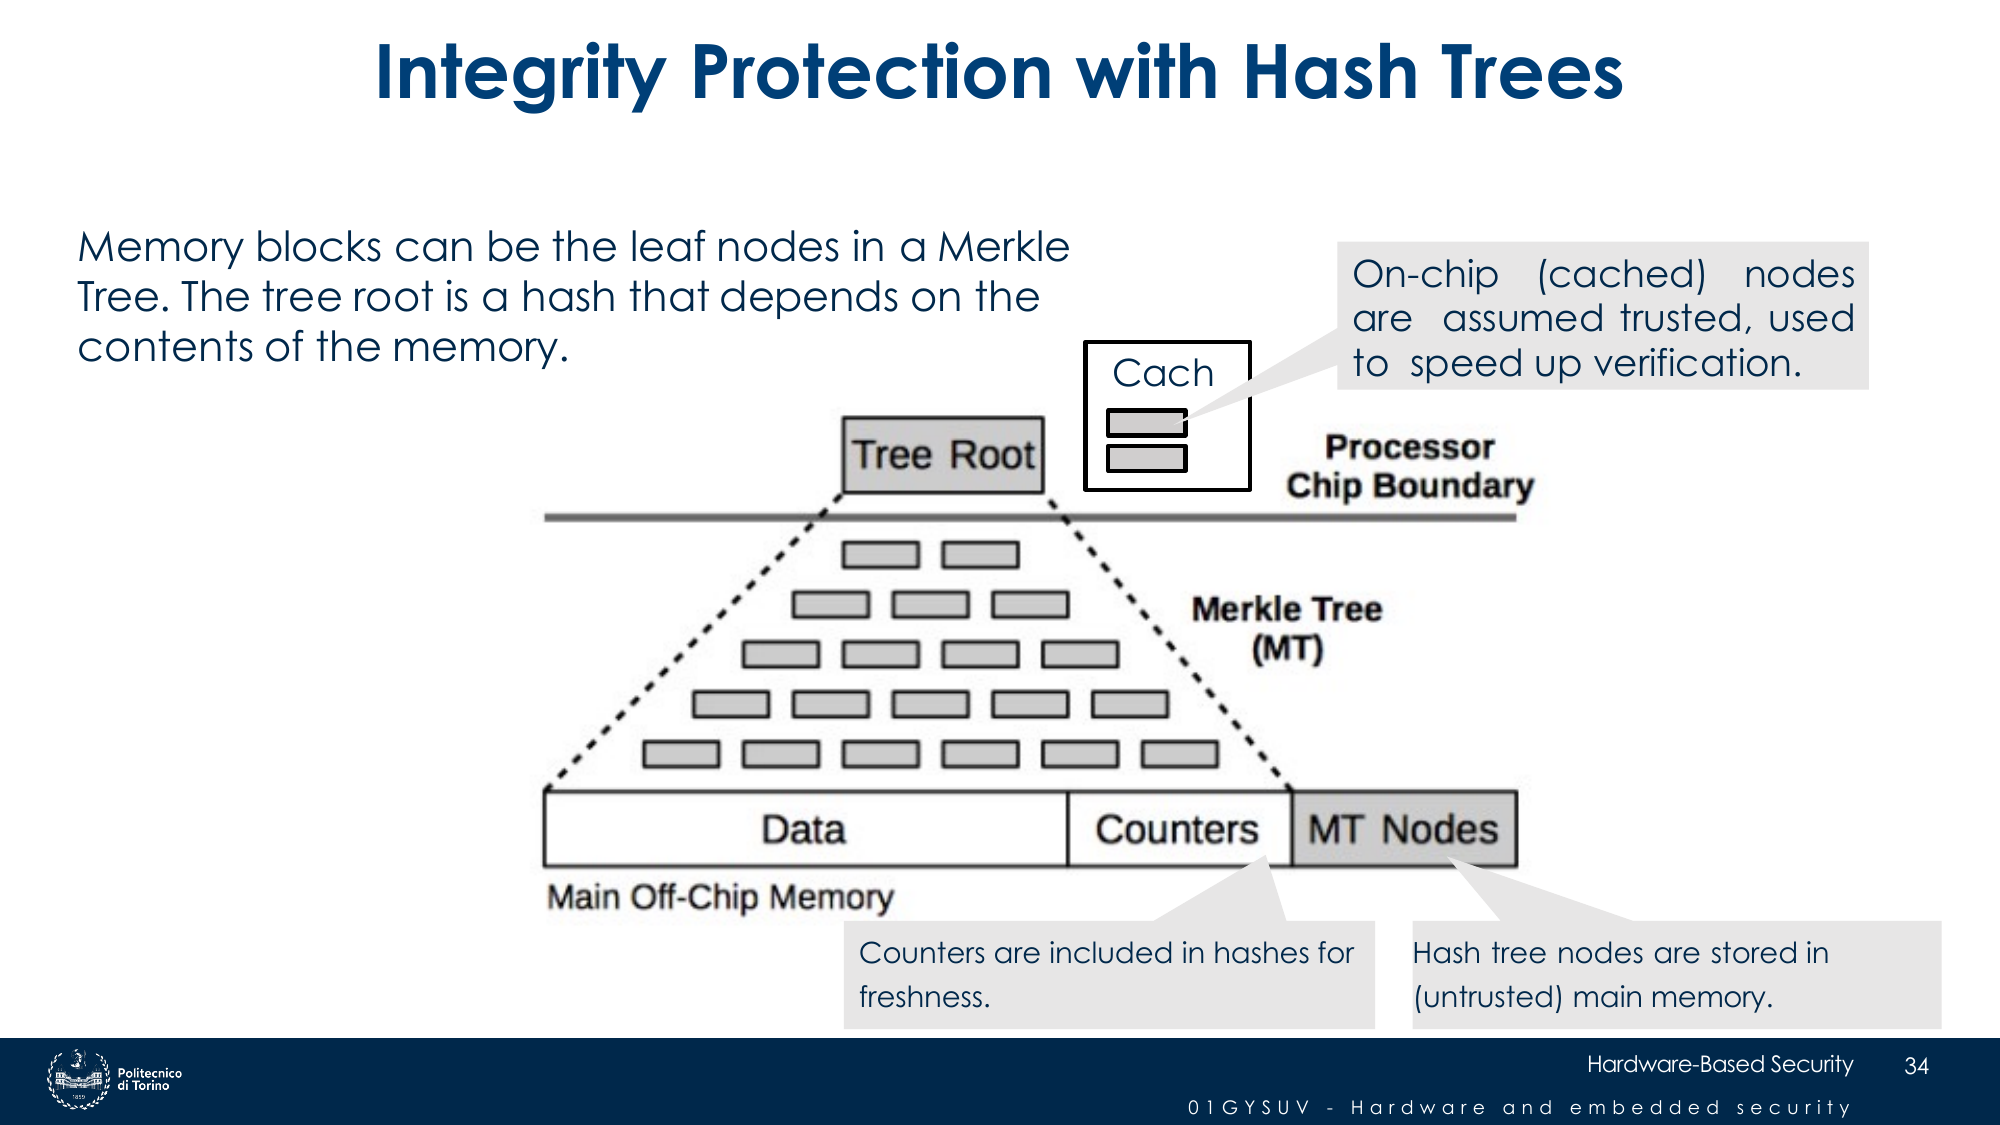 Integrity Protection with Hash Trees
Memory blocks can be the leaf nodes in a Merkle
Tree. The tree root is a hash that depends on the
contents of the memory.
On-chip (cached) nodes
are assumed trusted, used
to speed up verification.
Cach
Tree Root
Processor
Chip Boundary
Merkle Tree
(MT)
Data
Counters
MT Nodes
Main Off-Chip Memory
Counters are included in hashes for
freshness.
Hash tree nodes are stored in
(untrusted) main memory.
Politecnico
di Torino
1859
Hardware-Based Security
34
01GYSUV - Hardware and embedded security